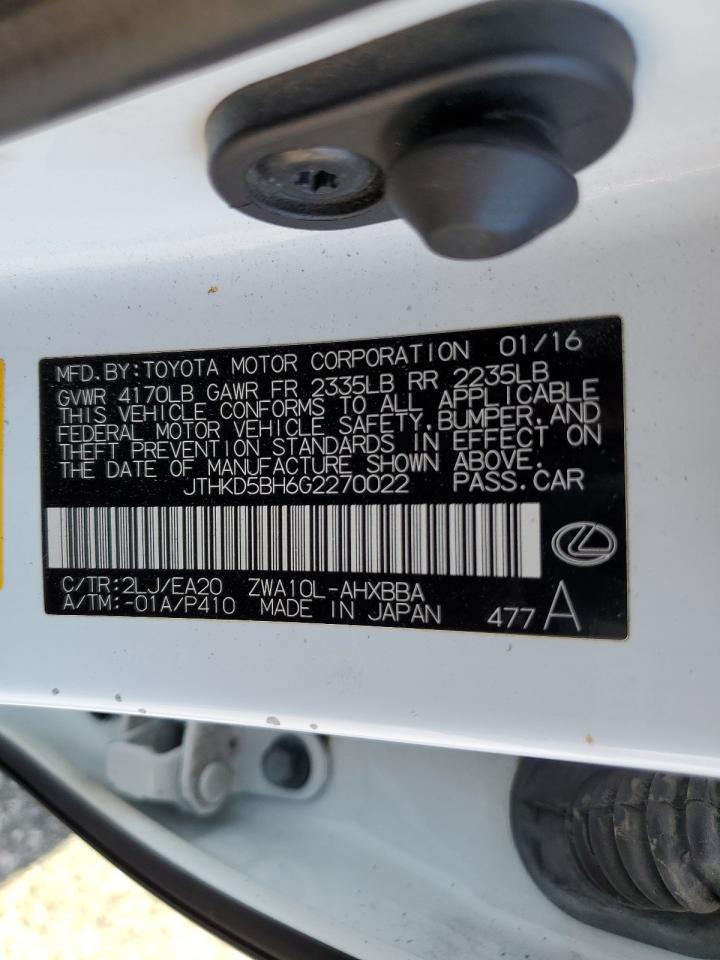 MFD. BY: TOYOTA MOTOR CORPORATION 01/16
GVWR 4170LB GAWR FR 2335LB RR 2235LB
THIS VEHICLE CONFORMS TO ALL APPLICABLE
FEDERAL MOTOR VEHICLE SAFETY, BUMPER, AND
THEFT PREVENTION STANDARDS IN EFFECT ON
THE DATE OF MANUFACTURE SHOWN ABOVE.
JTHKD5BH6G2270022 PASS.CAR
C/TR:2LJ/EA20 ZWA10L-AHXBBA
A/TM:-01A/P410 MADE IN JAPAN 477 A